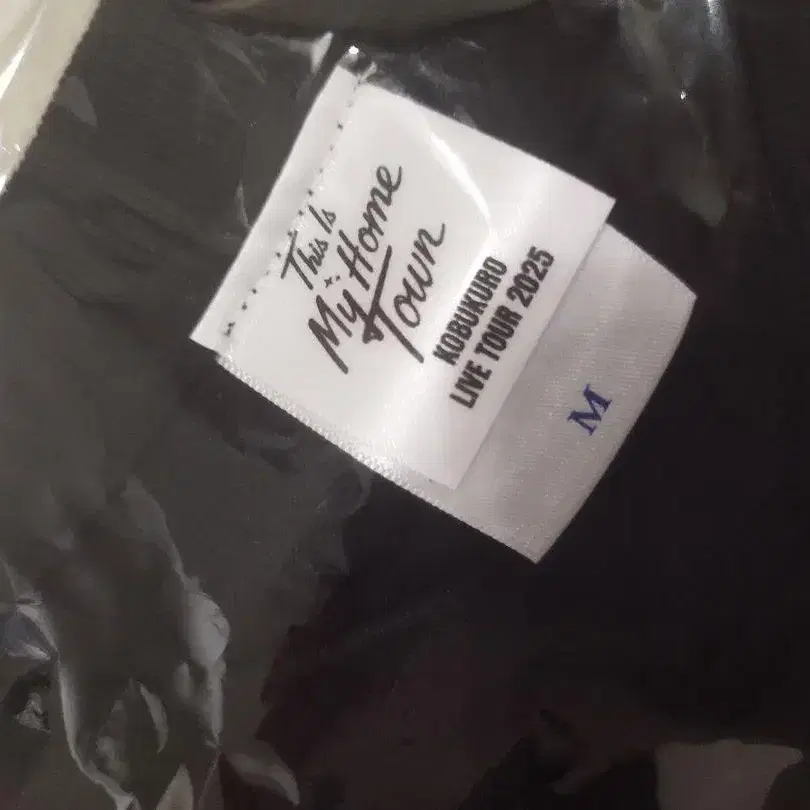 This Is
My Home
Town
KOBUKURO
LIVE TOUR 2025
M